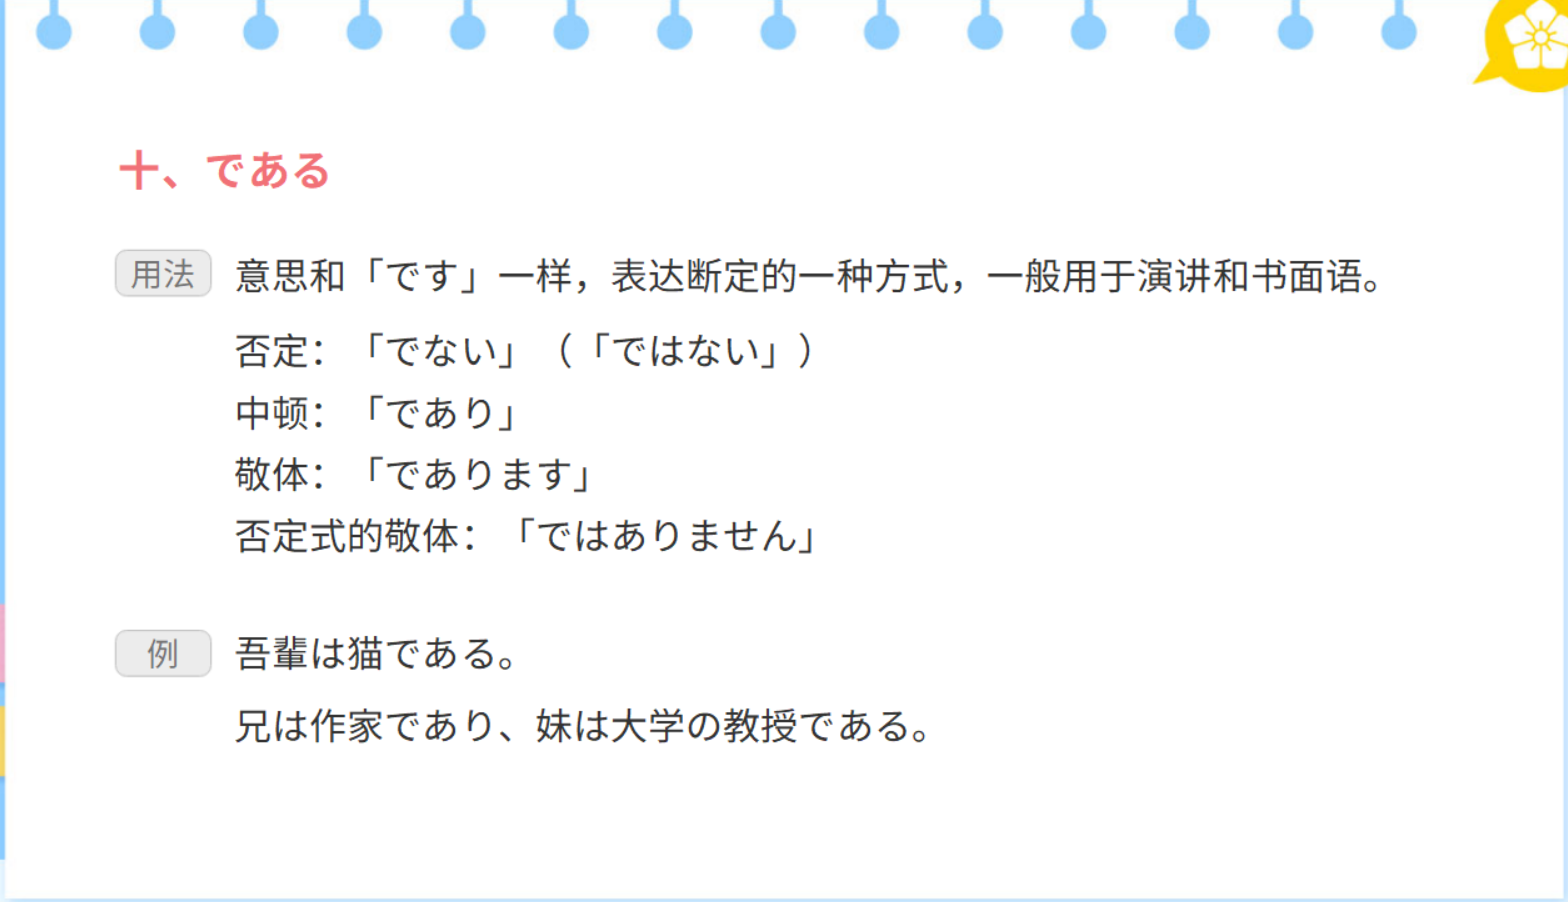 十、である
用法 意思和「です」一样，表达断定的一种方式，一般用于演讲和书面语。
否定：「でない」（「ではない」）
中顿：「であり」
敬体：「であります」
否定式的敬体：「ではありません」
例 吾輩は猫である。
兄は作家であり、妹は大学の教授である。